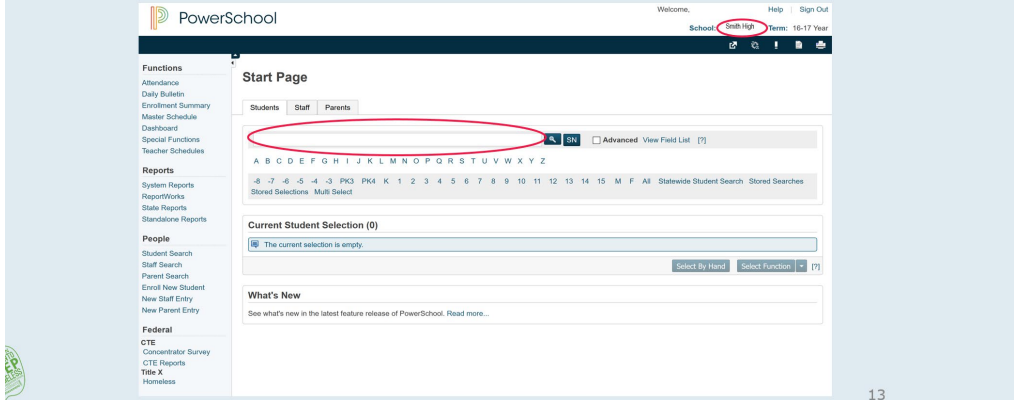 PowerSchool
Welcome, Help | Sign Out
School: Smith High Term: 16-17 Year
Functions
Attendance
Daily Bulletin
Enrollment Summary
Master Schedule
Dashboard
Special Functions
Teacher Schedules
Reports
System Reports
ReportWorks
State Reports
Standalone Reports
People
Student Search
Staff Search
Parent Search
Enroll New Student
New Staff Entry
New Parent Entry
Federal
CTE
Concentrator Survey
CTE Reports
Title X
Homeless
Start Page
Students Staff Parents
SN Advanced View Field List [?]
A B C D E F G H I J K L M N O P Q R S T U V W X Y Z
-8 -7 -6 -5 -4 -3 PK3 PK4 K 1 2 3 4 5 6 7 8 9 10 11 12 13 14 15 M F All Statewide Student Search Stored Searches
Stored Selections Multi Select
Current Student Selection (0)
The current selection is empty.
Select By Hand Select Function [?]
What's New
See what's new in the latest feature release of PowerSchool. Read more...
13